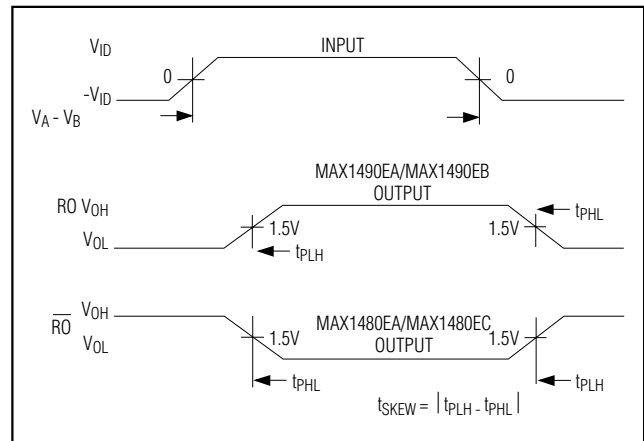 V_ID
INPUT
0
0
-V_ID
V_A - V_B
MAX1490EA/MAX1490EB
OUTPUT
RO V_OH
t_PHL
1.5V
1.5V
V_OL
t_PLH
V_OH
R̅O̅
MAX1480EA/MAX1480EC
1.5V
1.5V
V_OL
OUTPUT
t_PHL
t_PLH
t_SKEW = | t_PLH - t_PHL |